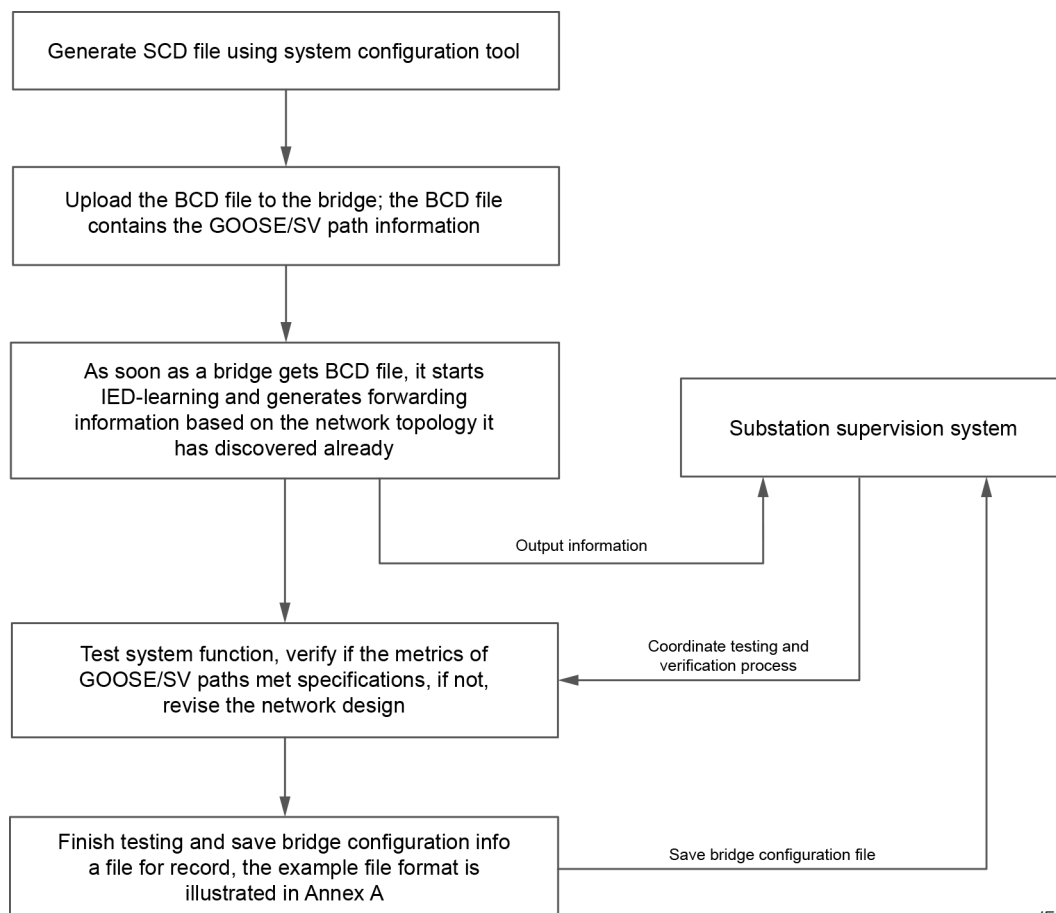 Generate SCD file using system configuration tool
Upload the BCD file to the bridge; the BCD file
contains the GOOSE/SV path information
As soon as a bridge gets BCD file, it starts
IED-learning and generates forwarding
information based on the network topology it
has discovered already
Substation supervision system
Output information
Test system function, verify if the metrics of
GOOSE/SV paths met specifications, if not,
revise the network design
Coordinate testing and
verification process
Finish testing and save bridge configuration info
a file for record, the example file format is
illustrated in Annex A
Save bridge configuration file